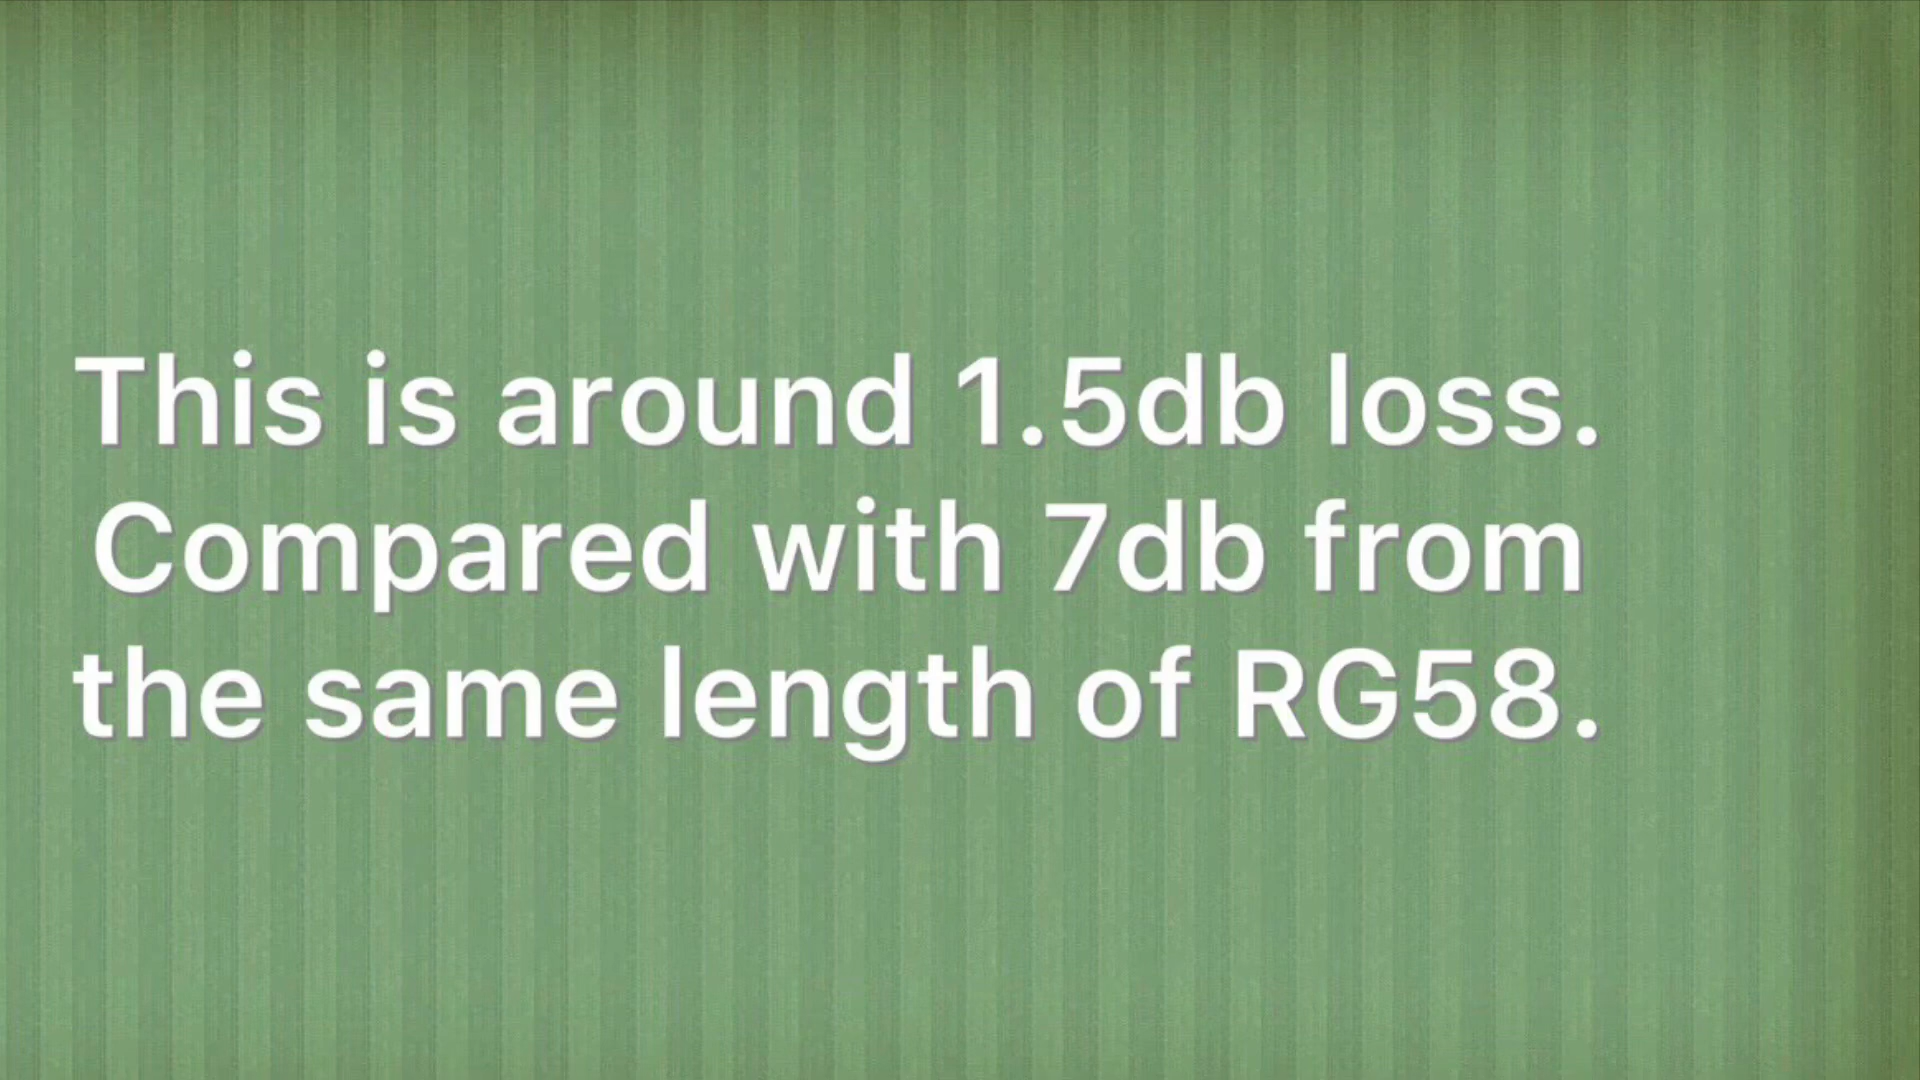 This is around 1.5db loss.
Compared with 7db from
the same length of RG58.